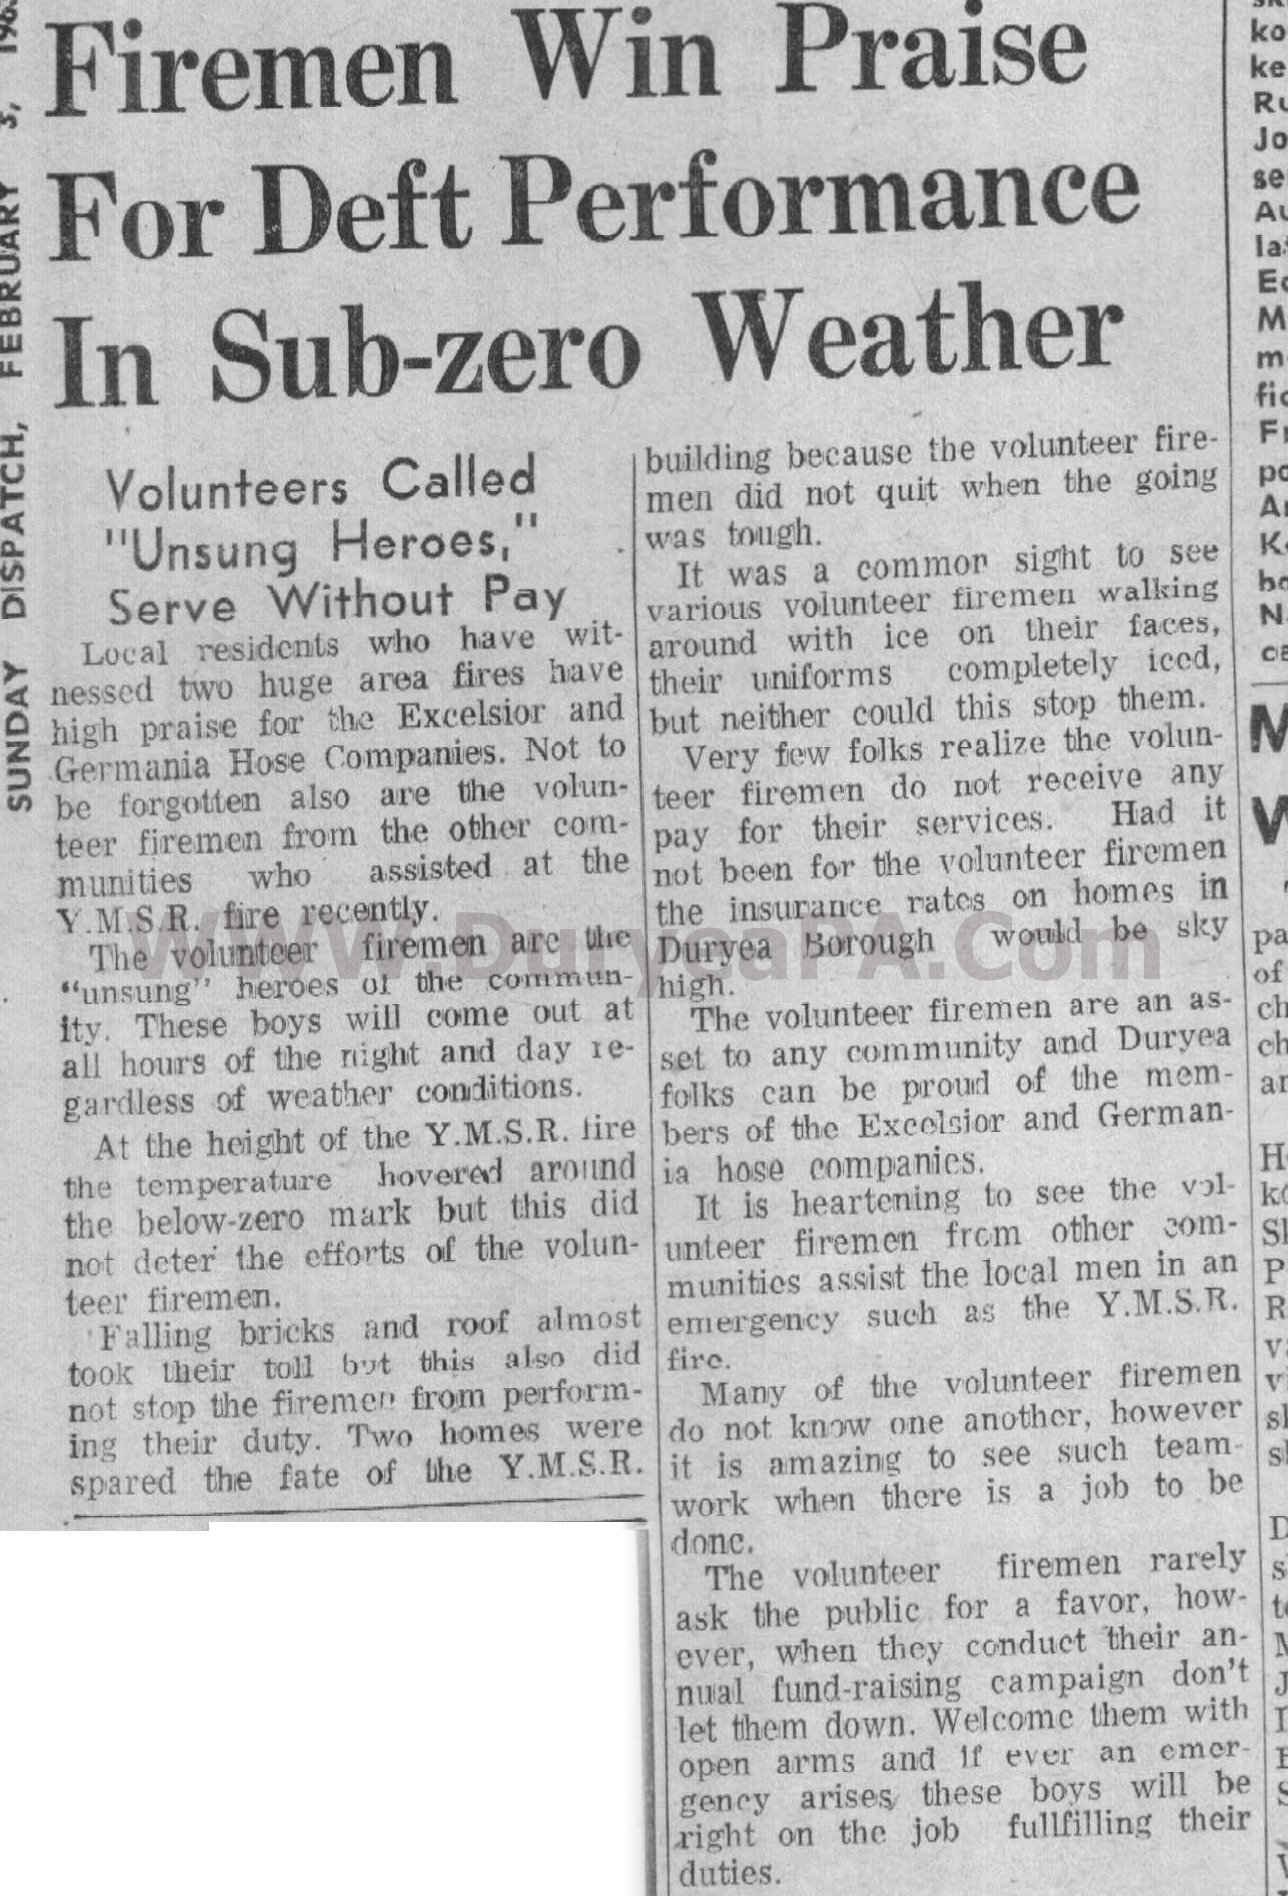 Firemen Win Praise
For Deft Performance
In Sub-zero Weather
SUNDAY DISPATCH, FEBRUARY 3,
Volunteers Called
"Unsung Heroes,"
Serve Without Pay
Local residents who have wit-
nessed two huge area fires have
high praise for the Excelsior and
Germania Hose Companies. Not to
be forgotten also are the volun-
teer firemen from the other com-
munities who assisted at the
Y.M.S.R. fire recently.
The volunteer firemen are the
"unsung" heroes of the commun-
ity. These boys will come out at
all hours of the night and day re-
gardless of weather conditions.
At the height of the Y.M.S.R. fire
the temperature hovered around
the below-zero mark but this did
not deter the efforts of the volun-
teer firemen.
Falling bricks and roof almost
took their toll but this also did
not stop the firemen from perform-
ing their duty. Two homes were
spared the fate of the Y.M.S.R.
building because the volunteer fire-
men did not quit when the going
was tough.
It was a common sight to see
various volunteer firemen walking
around with ice on their faces,
their uniforms completely iced,
but neither could this stop them.
Very few folks realize the volun-
teer firemen do not receive any
pay for their services. Had it
not been for the volunteer firemen
the insurance rates on homes in
Duryea Borough would be sky
high.
The volunteer firemen are an as-
set to any community and Duryea
folks can be proud of the mem-
bers of the Excelsior and German-
ia hose companies.
It is heartening to see the vol-
unteer firemen from other com-
munities assist the local men in an
emergency such as the Y.M.S.R.
fire.
Many of the volunteer firemen
do not know one another, however
it is amazing to see such team-
work when there is a job to be
done.
The volunteer firemen rarely
ask the public for a favor, how-
ever, when they conduct their an-
nual fund-raising campaign don't
let them down. Welcome them with
open arms and if ever an emer-
gency arises, these boys will be
right on the job fullfilling their
duties.
WWW.DuryeaPA.Com